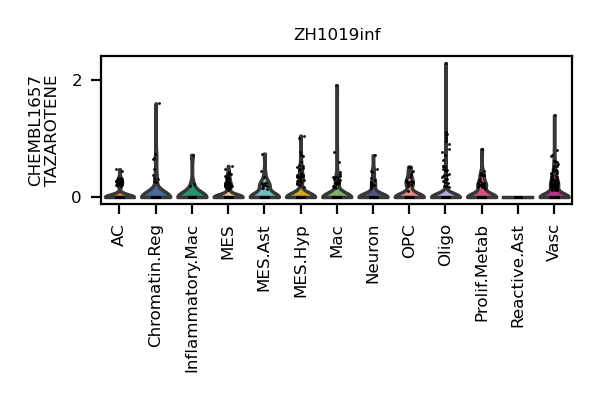 ZH1019inf
CHEMBL1657
TAZAROTENE
2
0
AC
Chromatin.Reg
Inflammatory.Mac
MES
MES.Ast
MES.Hyp
Mac
Neuron
OPC
Oligo
Prolif.Metab
Reactive.Ast
Vasc